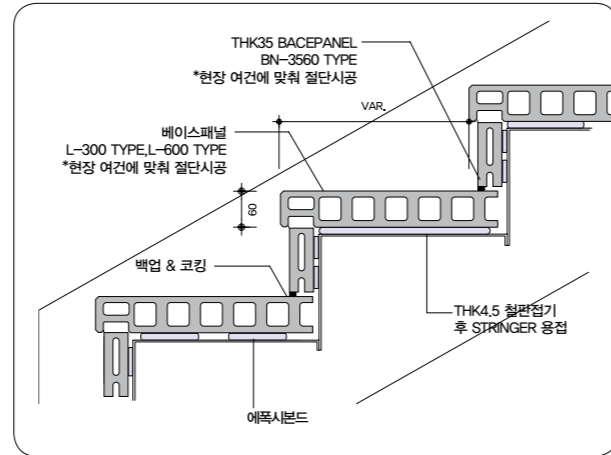 THK35 BACEPANEL
BN-3560 TYPE
*현장 여건에 맞춰 절단시공
VAR.
베이스패널
L-300 TYPE,L-600 TYPE
*현장 여건에 맞춰 절단시공
60
백업 & 코킹
THK4.5 철판접기
후 STRINGER 용접
에폭시본드